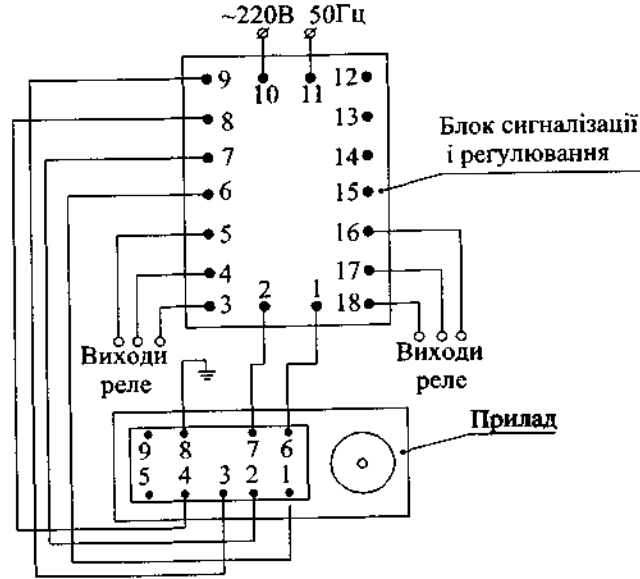 ~220В 50Гц
9 10 11 12
8 13
7 14
6 15
5 16
4 17
3 2 1 18
Блок сигналізації
і регулювання
Виходи
реле
Виходи
реле
Прилад
9 8 7 6
5 4 3 2 1